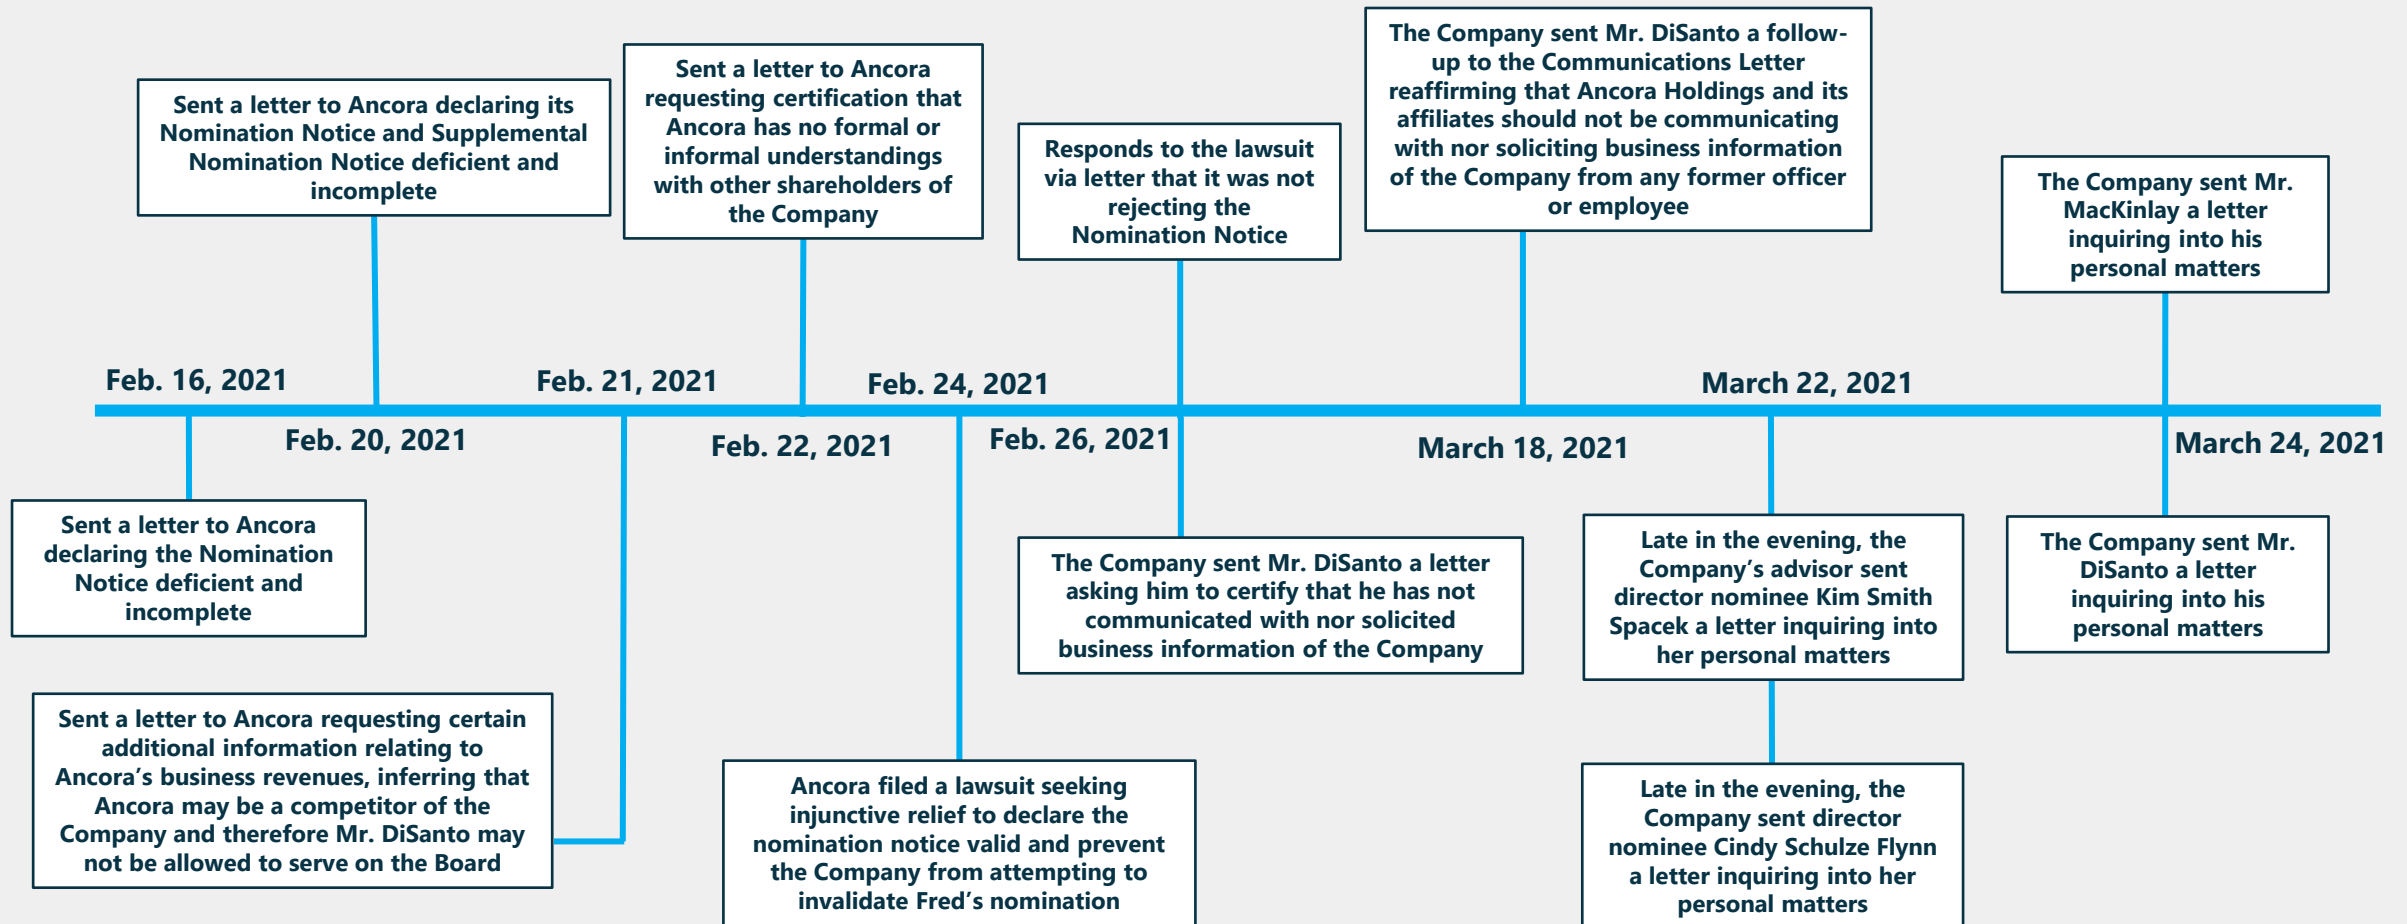 The Company sent Mr. DiSanto a follow-
up to the Communications Letter
reaffirming that Ancora Holdings and its
affiliates should not be communicating
with nor soliciting business information
of the Company from any former officer
or employee
Sent a letter to Ancora
requesting certification that
Ancora has no formal or
informal understandings
with other shareholders of
the Company
Sent a letter to Ancora declaring its
Nomination Notice and Supplemental
Nomination Notice deficient and
incomplete
Responds to the lawsuit
via letter that it was not
rejecting the
Nomination Notice
The Company sent Mr.
MacKinlay a letter
inquiring into his
personal matters
Feb. 16, 2021
Feb. 21, 2021
Feb. 24, 2021
March 22, 2021
Feb. 20, 2021
Feb. 22, 2021
Feb. 26, 2021
March 18, 2021
March 24, 2021
Sent a letter to Ancora
declaring the Nomination
Notice deficient and
incomplete
The Company sent Mr. DiSanto a letter
asking him to certify that he has not
communicated with nor solicited
business information of the Company
Late in the evening, the
Company’s advisor sent
director nominee Kim Smith
Spacek a letter inquiring into
her personal matters
The Company sent Mr.
DiSanto a letter
inquiring into his
personal matters
Sent a letter to Ancora requesting certain
additional information relating to
Ancora’s business revenues, inferring that
Ancora may be a competitor of the
Company and therefore Mr. DiSanto may
not be allowed to serve on the Board
Ancora filed a lawsuit seeking
injunctive relief to declare the
nomination notice valid and prevent
the Company from attempting to
invalidate Fred’s nomination
Late in the evening, the
Company sent director
nominee Cindy Schulze Flynn
a letter inquiring into her
personal matters